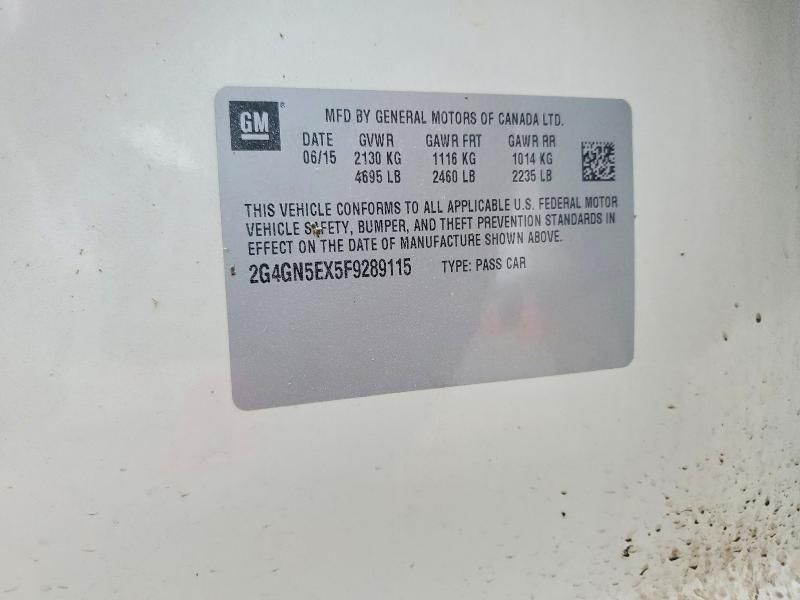 GM®
MFD BY GENERAL MOTORS OF CANADA LTD.
DATE GVWR GAWR FRT GAWR RR
06/15 2130 KG 1116 KG 1014 KG
4695 LB 2460 LB 2235 LB
THIS VEHICLE CONFORMS TO ALL APPLICABLE U.S. FEDERAL MOTOR
VEHICLE SAFETY, BUMPER, AND THEFT PREVENTION STANDARDS IN
EFFECT ON THE DATE OF MANUFACTURE SHOWN ABOVE.
2G4GN5EX5F9289115 TYPE: PASS CAR